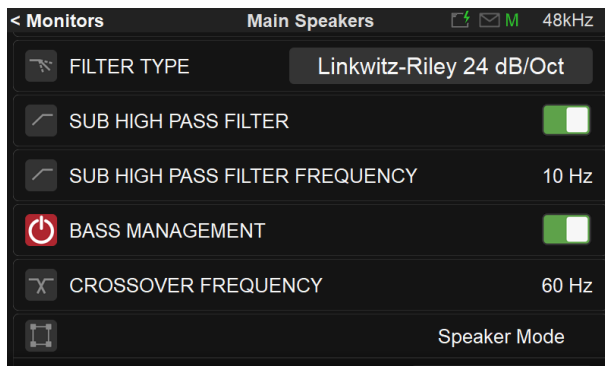 < Monitors Main Speakers M 48kHz
FILTER TYPE Linkwitz-Riley 24 dB/Oct
SUB HIGH PASS FILTER
SUB HIGH PASS FILTER FREQUENCY 10 Hz
BASS MANAGEMENT
CROSSOVER FREQUENCY 60 Hz
Speaker Mode